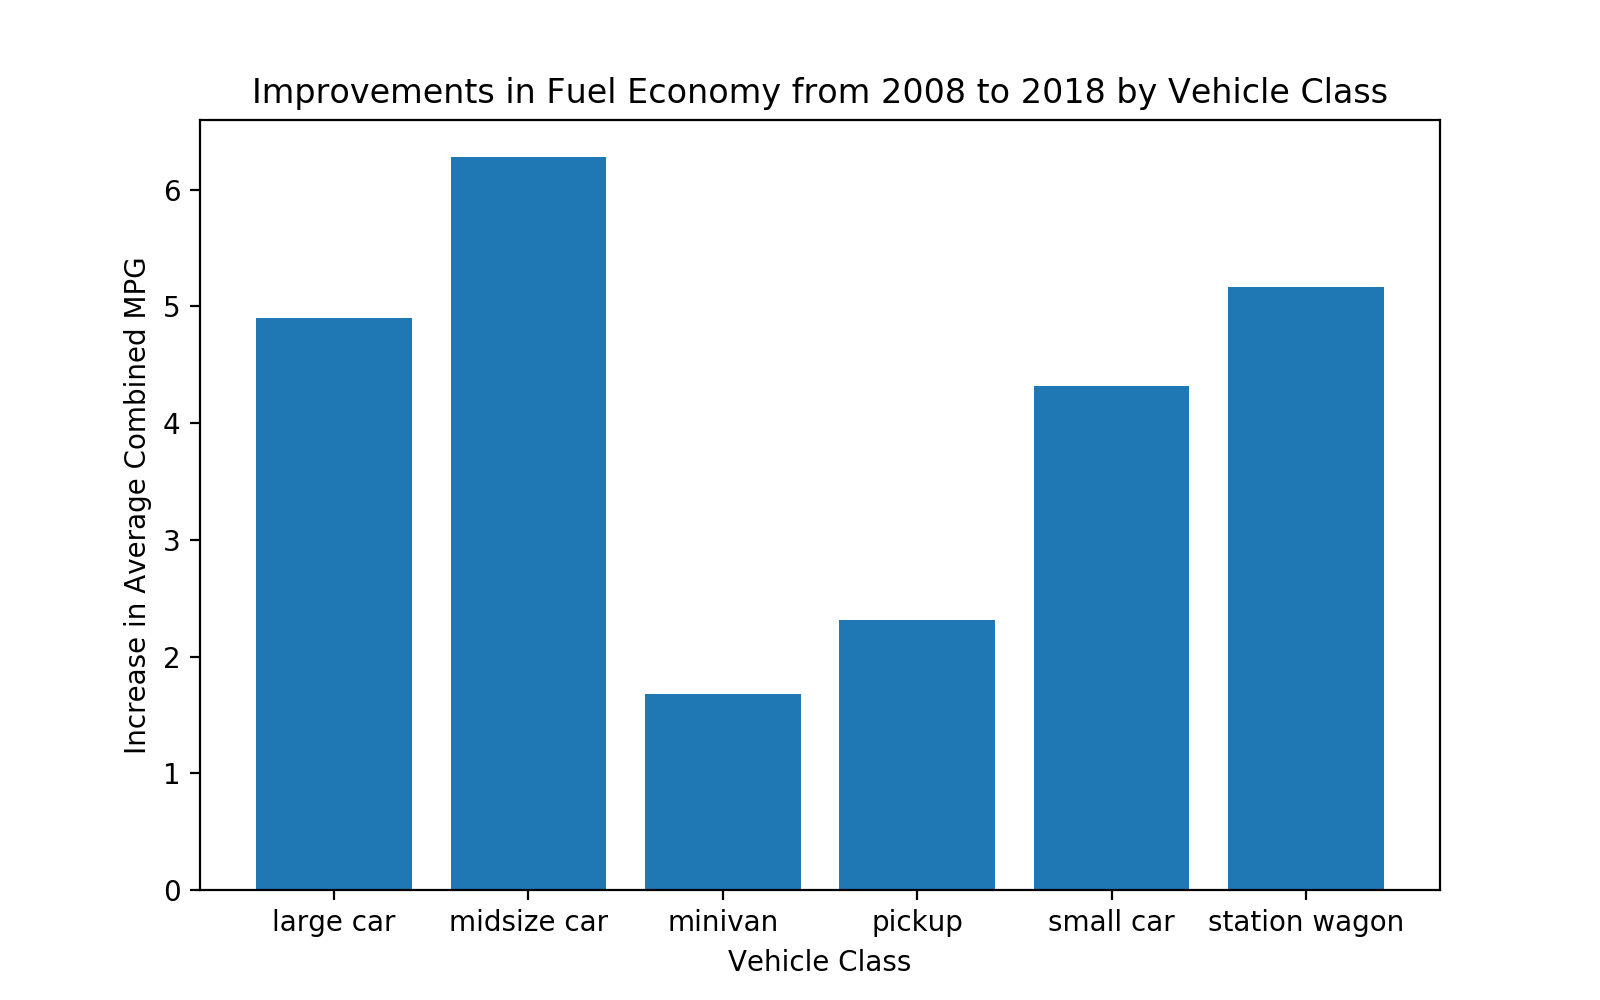 Improvements in Fuel Economy from 2008 to 2018 by Vehicle Class
Increase in Average Combined MPG
6
5
4
3
2
1
0
large car midsize car minivan pickup small car station wagon
Vehicle Class